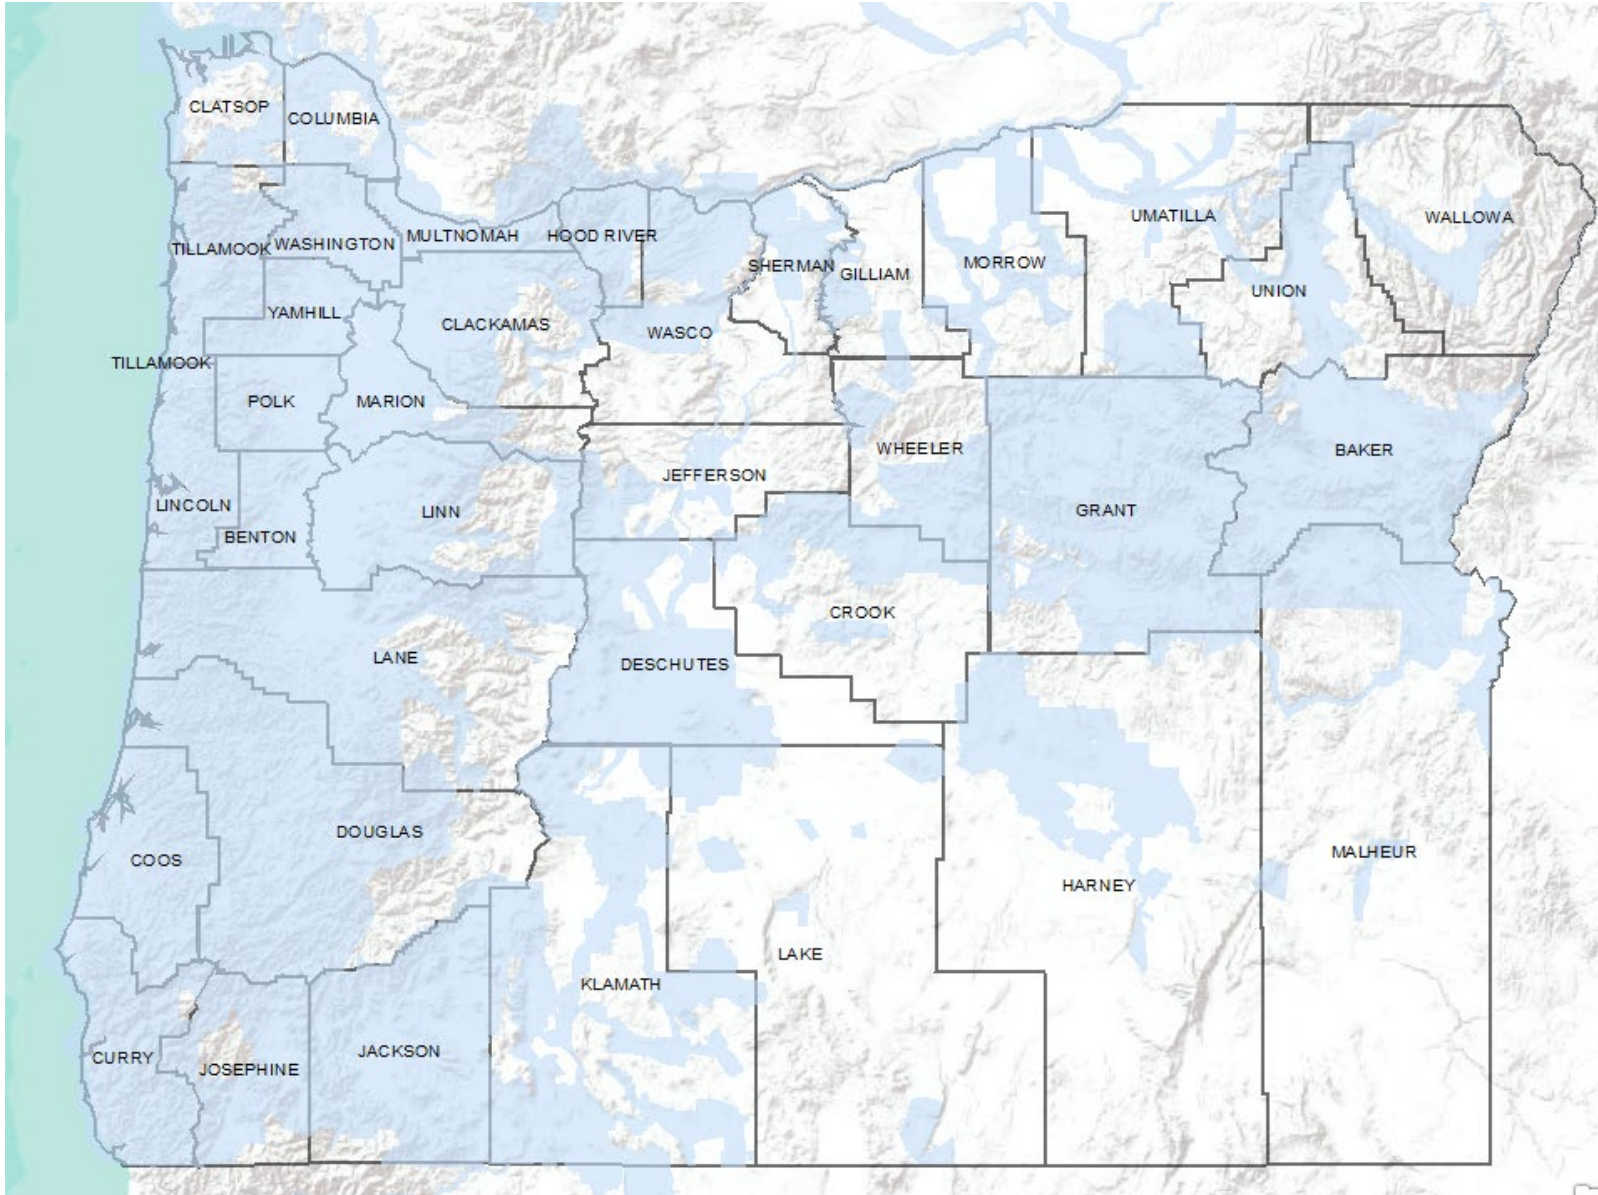 CLATSOP
COLUMBIA
TILLAMOOK
WASHINGTON
MULTNOMAH
HOOD RIVER
SHERMAN
GILLIAM
MORROW
UMATILLA
WALLOWA
UNION
YAMHILL
CLACKAMAS
WASCO
TILLAMOOK
POLK
MARION
JEFFERSON
WHEELER
BAKER
LINCOLN
BENTON
LINN
GRANT
CROOK
LANE
DESCHUTES
DOUGLAS
COOS
MALHEUR
HARNEY
LAKE
KLAMATH
CURRY
JOSEPHINE
JACKSON